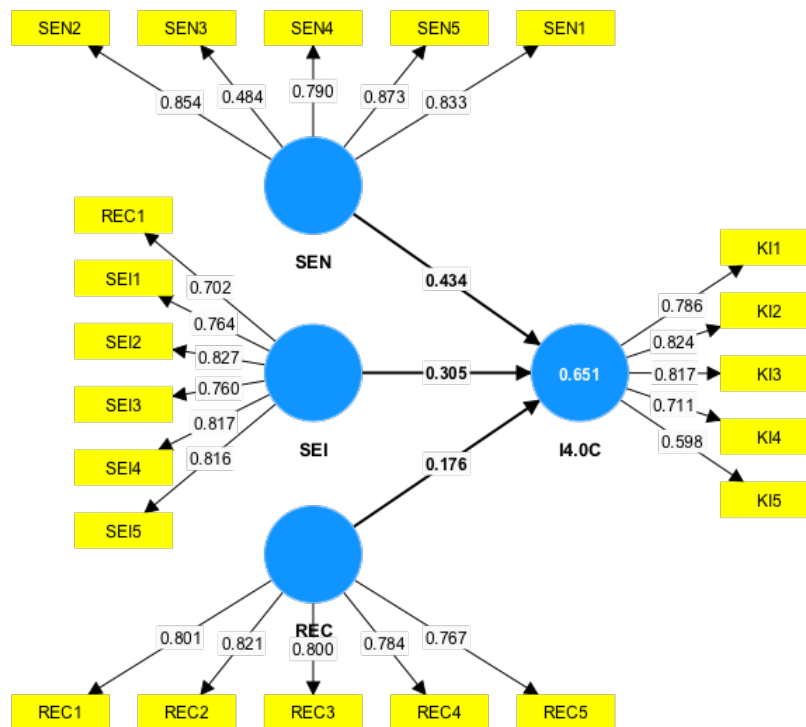 SEN2 SEN3 SEN4 SEN5 SEN1
0.854 0.484 0.790 0.873 0.833
SEN
REC1
SEI1
SEI2
SEI3
SEI4
SEI5
0.702
0.764
0.827
0.760
0.817
0.816
SEI
0.434
0.305
0.176
0.651
I4.0C
0.786
0.824
0.817
0.711
0.598
KI1
KI2
KI3
KI4
KI5
REC
0.801 0.821 0.800 0.784 0.767
REC1 REC2 REC3 REC4 REC5